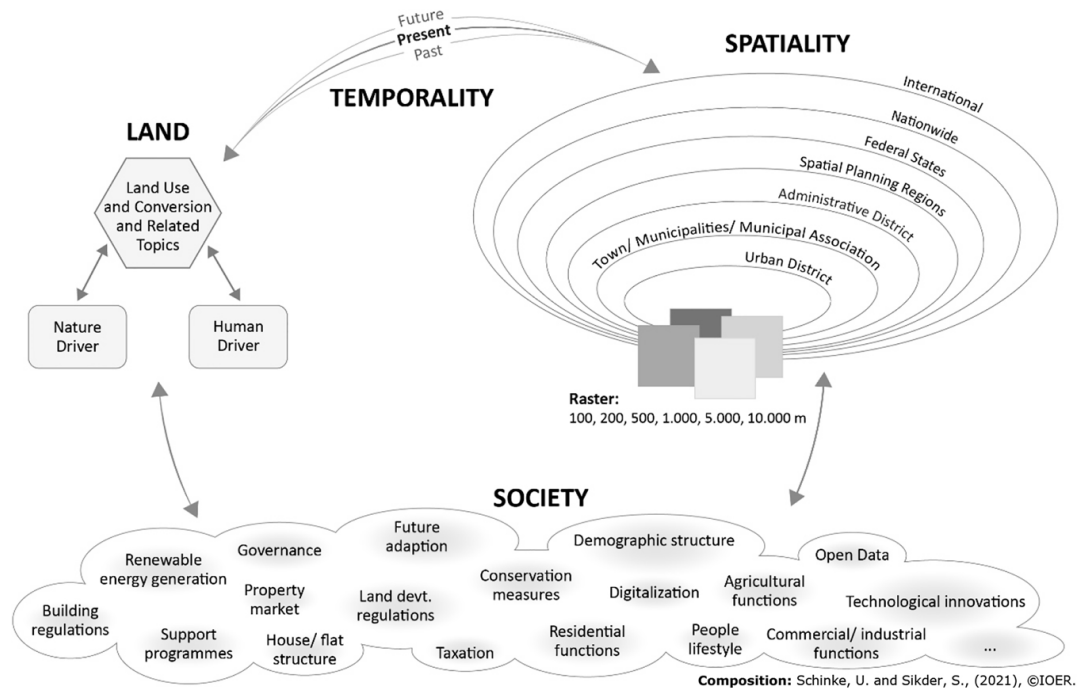 Future
Present
Past
TEMPORALITY
SPATIALITY
International
Nationwide
Federal States
Spatial Planning Regions
Administrative District
Town/ Municipalities/ Municipal Association
Urban District
Raster:
100, 200, 500, 1.000, 5.000, 10.000 m
LAND
Land Use
and Conversion
and Related
Topics
Nature
Driver
Human
Driver
SOCIETY
Future
adaption
Governance
Demographic structure
Open Data
Renewable
energy generation
Conservation
measures
Property
market
Land devt.
regulations
Digitalization
Agricultural
functions
Technological innovations
Building
regulations
Support
programmes
House/ flat
structure
Taxation
Residential
functions
People
lifestyle
Commercial/ industrial
functions
...
Composition: Schinke, U. and Sikder, S., (2021), ©IOER.